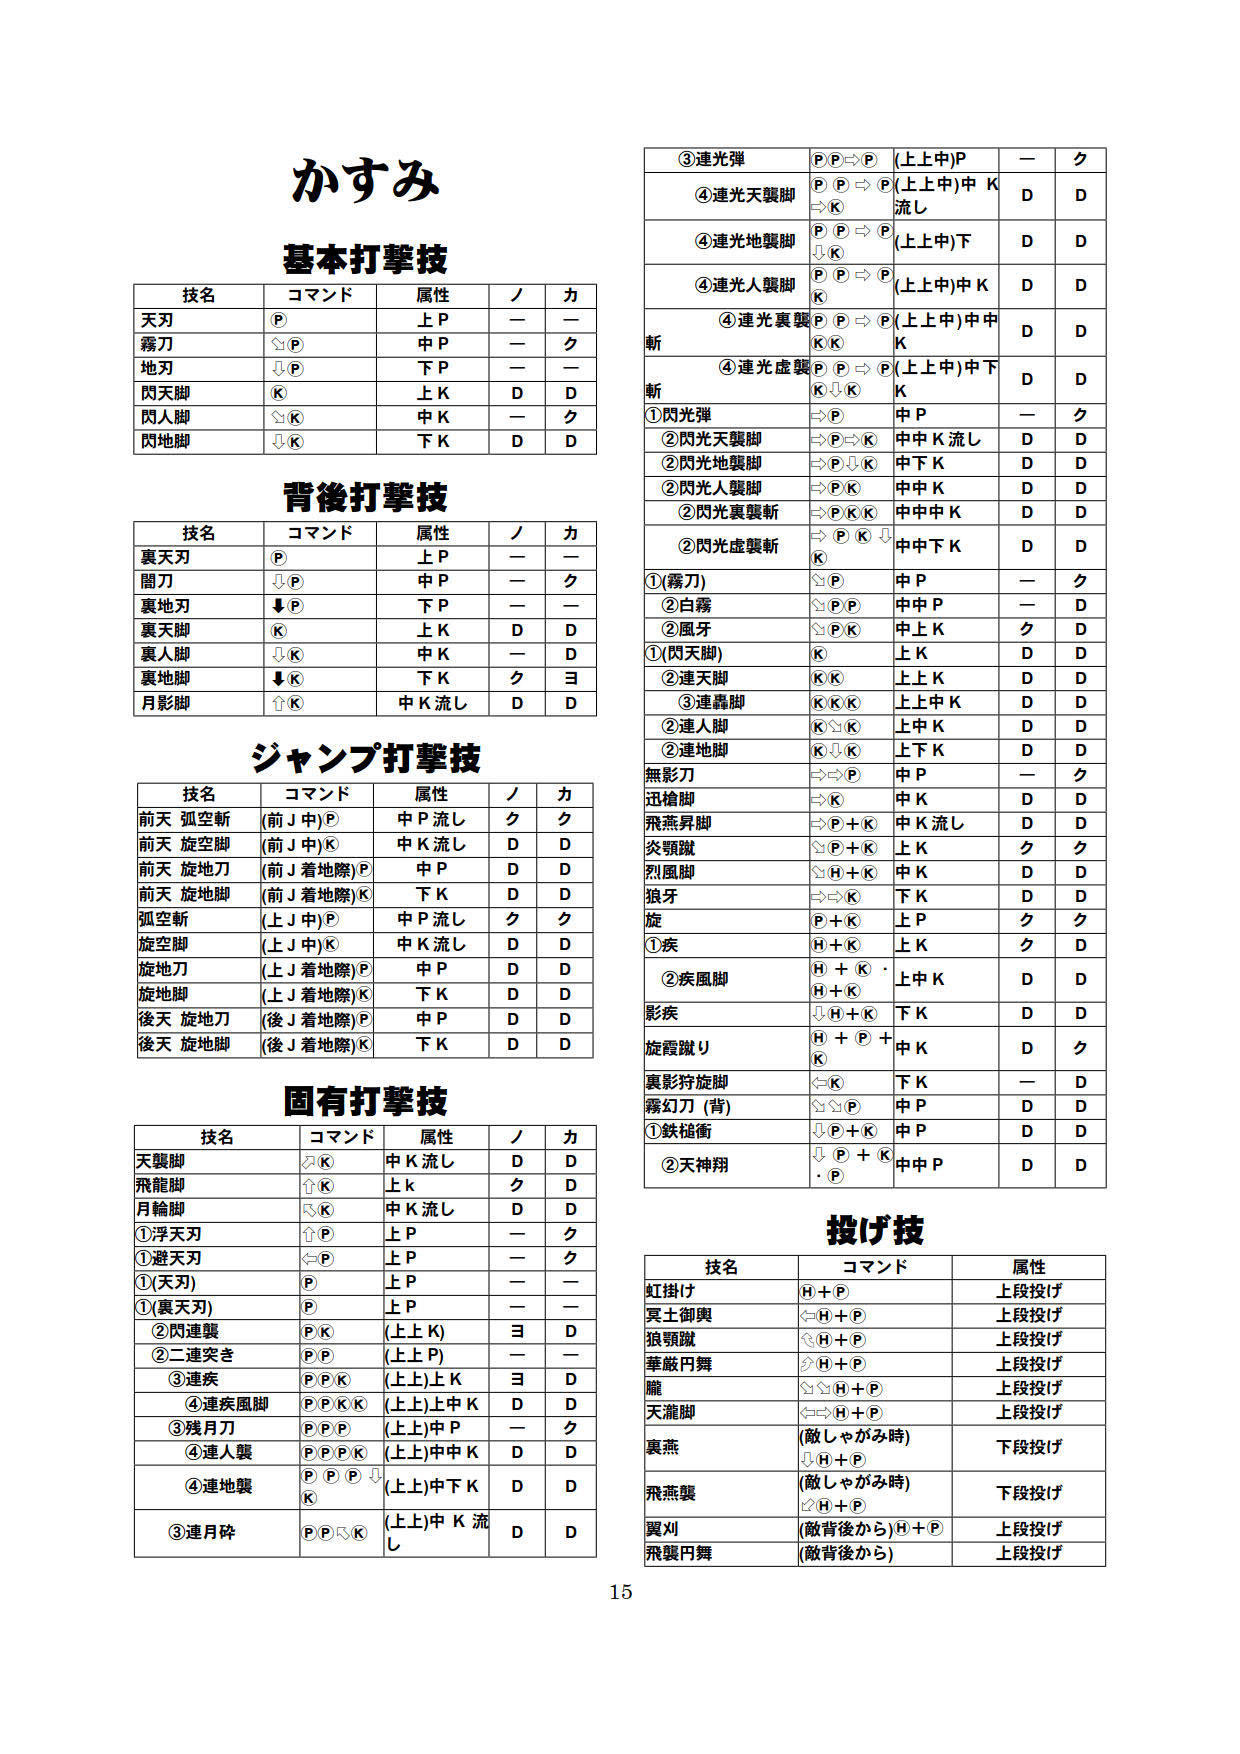 かすみ
基本打撃技
技名 コマンド 属性 ノ カ
天刃 Ⓟ 上P ― ―
霧刀 ⇘Ⓟ 中P ― ク
地刃 ⇩Ⓟ 下P ― ―
閃天脚 Ⓚ 上K D D
閃人脚 ⇘Ⓚ 中K ― ク
閃地脚 ⇩Ⓚ 下K D D
背後打撃技
技名 コマンド 属性 ノ カ
裏天刃 Ⓟ 上P ― ―
闇刀 ⇩Ⓟ 中P ― ク
裏地刃 ⬇Ⓟ 下P ― ―
裏天脚 Ⓚ 上K D D
裏人脚 ⇩Ⓚ 中K ― D
裏地脚 ⬇Ⓚ 下K ク ヨ
月影脚 ⇧Ⓚ 中K流し D D
ジャンプ打撃技
技名 コマンド 属性 ノ カ
前天 弧空斬 (前J中)Ⓟ 中P流し ク ク
前天 旋空脚 (前J中)Ⓚ 中K流し D D
前天 旋地刀 (前J着地際)Ⓟ 中P D D
前天 旋地脚 (前J着地際)Ⓚ 下K D D
弧空斬 (上J中)Ⓟ 中P流し ク ク
旋空脚 (上J中)Ⓚ 中K流し D D
旋地刀 (上J着地際)Ⓟ 中P D D
旋地脚 (上J着地際)Ⓚ 下K D D
後天 旋地刀 (後J着地際)Ⓟ 中P D D
後天 旋地脚 (後J着地際)Ⓚ 下K D D
固有打撃技
技名 コマンド 属性 ノ カ
天襲脚 ⇗Ⓚ 中K流し D D
飛龍脚 ⇧Ⓚ 上k ク D
月輪脚 ⇖Ⓚ 中K流し D D
①浮天刃 ⇧Ⓟ 上P ― ク
①避天刃 ⇦Ⓟ 上P ― ク
①(天刃) Ⓟ 上P ― ―
①(裏天刃) Ⓟ 上P ― ―
②閃連襲 ⓅⓀ (上上K) ヨ D
②二連突き ⓅⓅ (上上P) ― ―
③連疾 ⓅⓅⓀ (上上)上K ヨ D
④連疾風脚 ⓅⓅⓀⓀ (上上)上中K D D
③残月刀 ⓅⓅⓅ (上上)中P ― ク
④連人襲 ⓅⓅⓅⓀ (上上)中中K D D
④連地襲 ⓅⓅⓅ⇩Ⓚ (上上)中下K D D
③連月砕 ⓅⓅ⇖Ⓚ (上上)中K流し D D
③連光弾 ⓅⓅ⇨Ⓟ (上上中)P ― ク
④連光天襲脚 ⓅⓅ⇨Ⓟ⇨Ⓚ (上上中)中K流し D D
④連光地襲脚 ⓅⓅ⇨Ⓟ⇩Ⓚ (上上中)下 D D
④連光人襲脚 ⓅⓅ⇨ⓅⓀ (上上中)中K D D
④連光裏襲斬 ⓅⓅ⇨ⓅⓀⓀ (上上中)中中K D D
④連光虚襲斬 ⓅⓅ⇨ⓅⓀ⇩Ⓚ (上上中)中下K D D
①閃光弾 ⇨Ⓟ 中P ― ク
②閃光天襲脚 ⇨Ⓟ⇨Ⓚ 中中K流し D D
②閃光地襲脚 ⇨Ⓟ⇩Ⓚ 中下K D D
②閃光人襲脚 ⇨ⓅⓀ 中中K D D
②閃光裏襲斬 ⇨ⓅⓀⓀ 中中中K D D
②閃光虚襲斬 ⇨ⓅⓀ⇩Ⓚ 中中下K D D
①(霧刀) ⇘Ⓟ 中P ― ク
②白霧 ⇘ⓅⓅ 中中P ― D
②風牙 ⇘ⓅⓀ 中上K ク D
①(閃天脚) Ⓚ 上K D D
②連天脚 ⓀⓀ 上上K D D
③連轟脚 ⓀⓀⓀ 上上中K D D
②連人脚 Ⓚ⇘Ⓚ 上中K D D
②連地脚 Ⓚ⇩Ⓚ 上下K D D
無影刀 ⇨⇨Ⓟ 中P ― ク
迅槍脚 ⇨Ⓚ 中K D D
飛燕昇脚 ⇨Ⓟ+Ⓚ 中K流し D D
炎顎蹴 ⇘Ⓟ+Ⓚ 上K ク ク
烈風脚 ⇘Ⓗ+Ⓚ 中K D D
狼牙 ⇨⇨Ⓚ 下K D D
旋 Ⓟ+Ⓚ 上P ク ク
①疾 Ⓗ+Ⓚ 上K ク D
②疾風脚 Ⓗ+Ⓚ・Ⓗ+Ⓚ 上中K D D
影疾 ⇩Ⓗ+Ⓚ 下K D D
旋霞蹴り Ⓗ+Ⓟ+Ⓚ 中K D ク
裏影狩旋脚 ⇦Ⓚ 下K ― D
霧幻刀 (背) ⇘⇘Ⓟ 中P D D
①鉄槌衝 ⇩Ⓟ+Ⓚ 中P D D
②天神翔 ⇩Ⓟ+Ⓚ・Ⓟ 中中P D D
投げ技
技名 コマンド 属性
虹掛け Ⓗ+Ⓟ 上段投げ
冥土御輿 ⇦Ⓗ+Ⓟ 上段投げ
狼顎蹴 ⇖Ⓗ+Ⓟ 上段投げ
華厳円舞 ⇗Ⓗ+Ⓟ 上段投げ
朧 ⇘⇘Ⓗ+Ⓟ 上段投げ
天瀧脚 ⇦⇨Ⓗ+Ⓟ 上段投げ
裏燕 (敵しゃがみ時) ⇩Ⓗ+Ⓟ 下段投げ
飛燕襲 (敵しゃがみ時) ⇙Ⓗ+Ⓟ 下段投げ
翼刈 (敵背後から)Ⓗ+Ⓟ 上段投げ
飛襲円舞 (敵背後から) 上段投げ
15